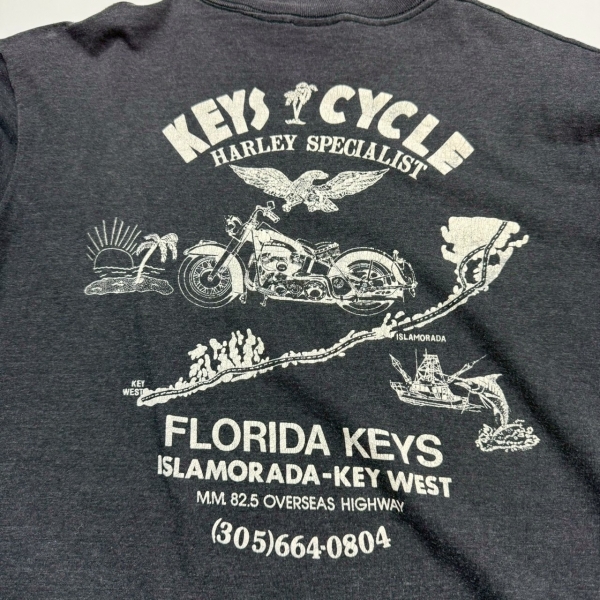 KEYS CYCLE
HARLEY SPECIALIST
ISLAMORADA
KEY
WEST
FLORIDA KEYS
ISLAMORADA-KEY WEST
M.M. 82.5 OVERSEAS HIGHWAY
(305)664-0804